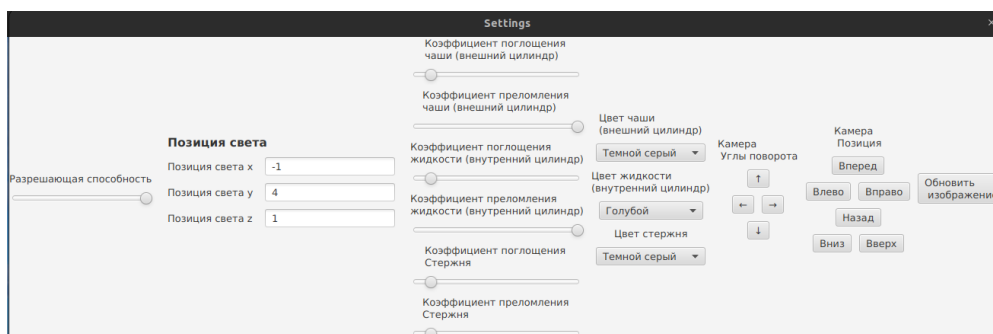 Settings
×
Разрешающая способность
Позиция света
Позиция света x
-1
Позиция света y
4
Позиция света z
1
Коэффициент поглощения
чаши (внешний цилиндр)
Коэффициент преломления
чаши (внешний цилиндр)
Коэффициент поглощения
жидкости (внутренний цилиндр)
Коэффициент преломления
жидкости (внутренний цилиндр)
Коэффициент поглощения
Стержня
Коэффициент преломления
Стержня
Цвет чаши
(внешний цилиндр)
Темной серый
Цвет жидкости
(внутренний цилиндр)
Голубой
Цвет стержня
Темной серый
Камера
Углы поворота
↑
← →
↓
Камера
Позиция
Вперед
Влево Вправо
Назад
Вниз Вверх
Обновить
изображение